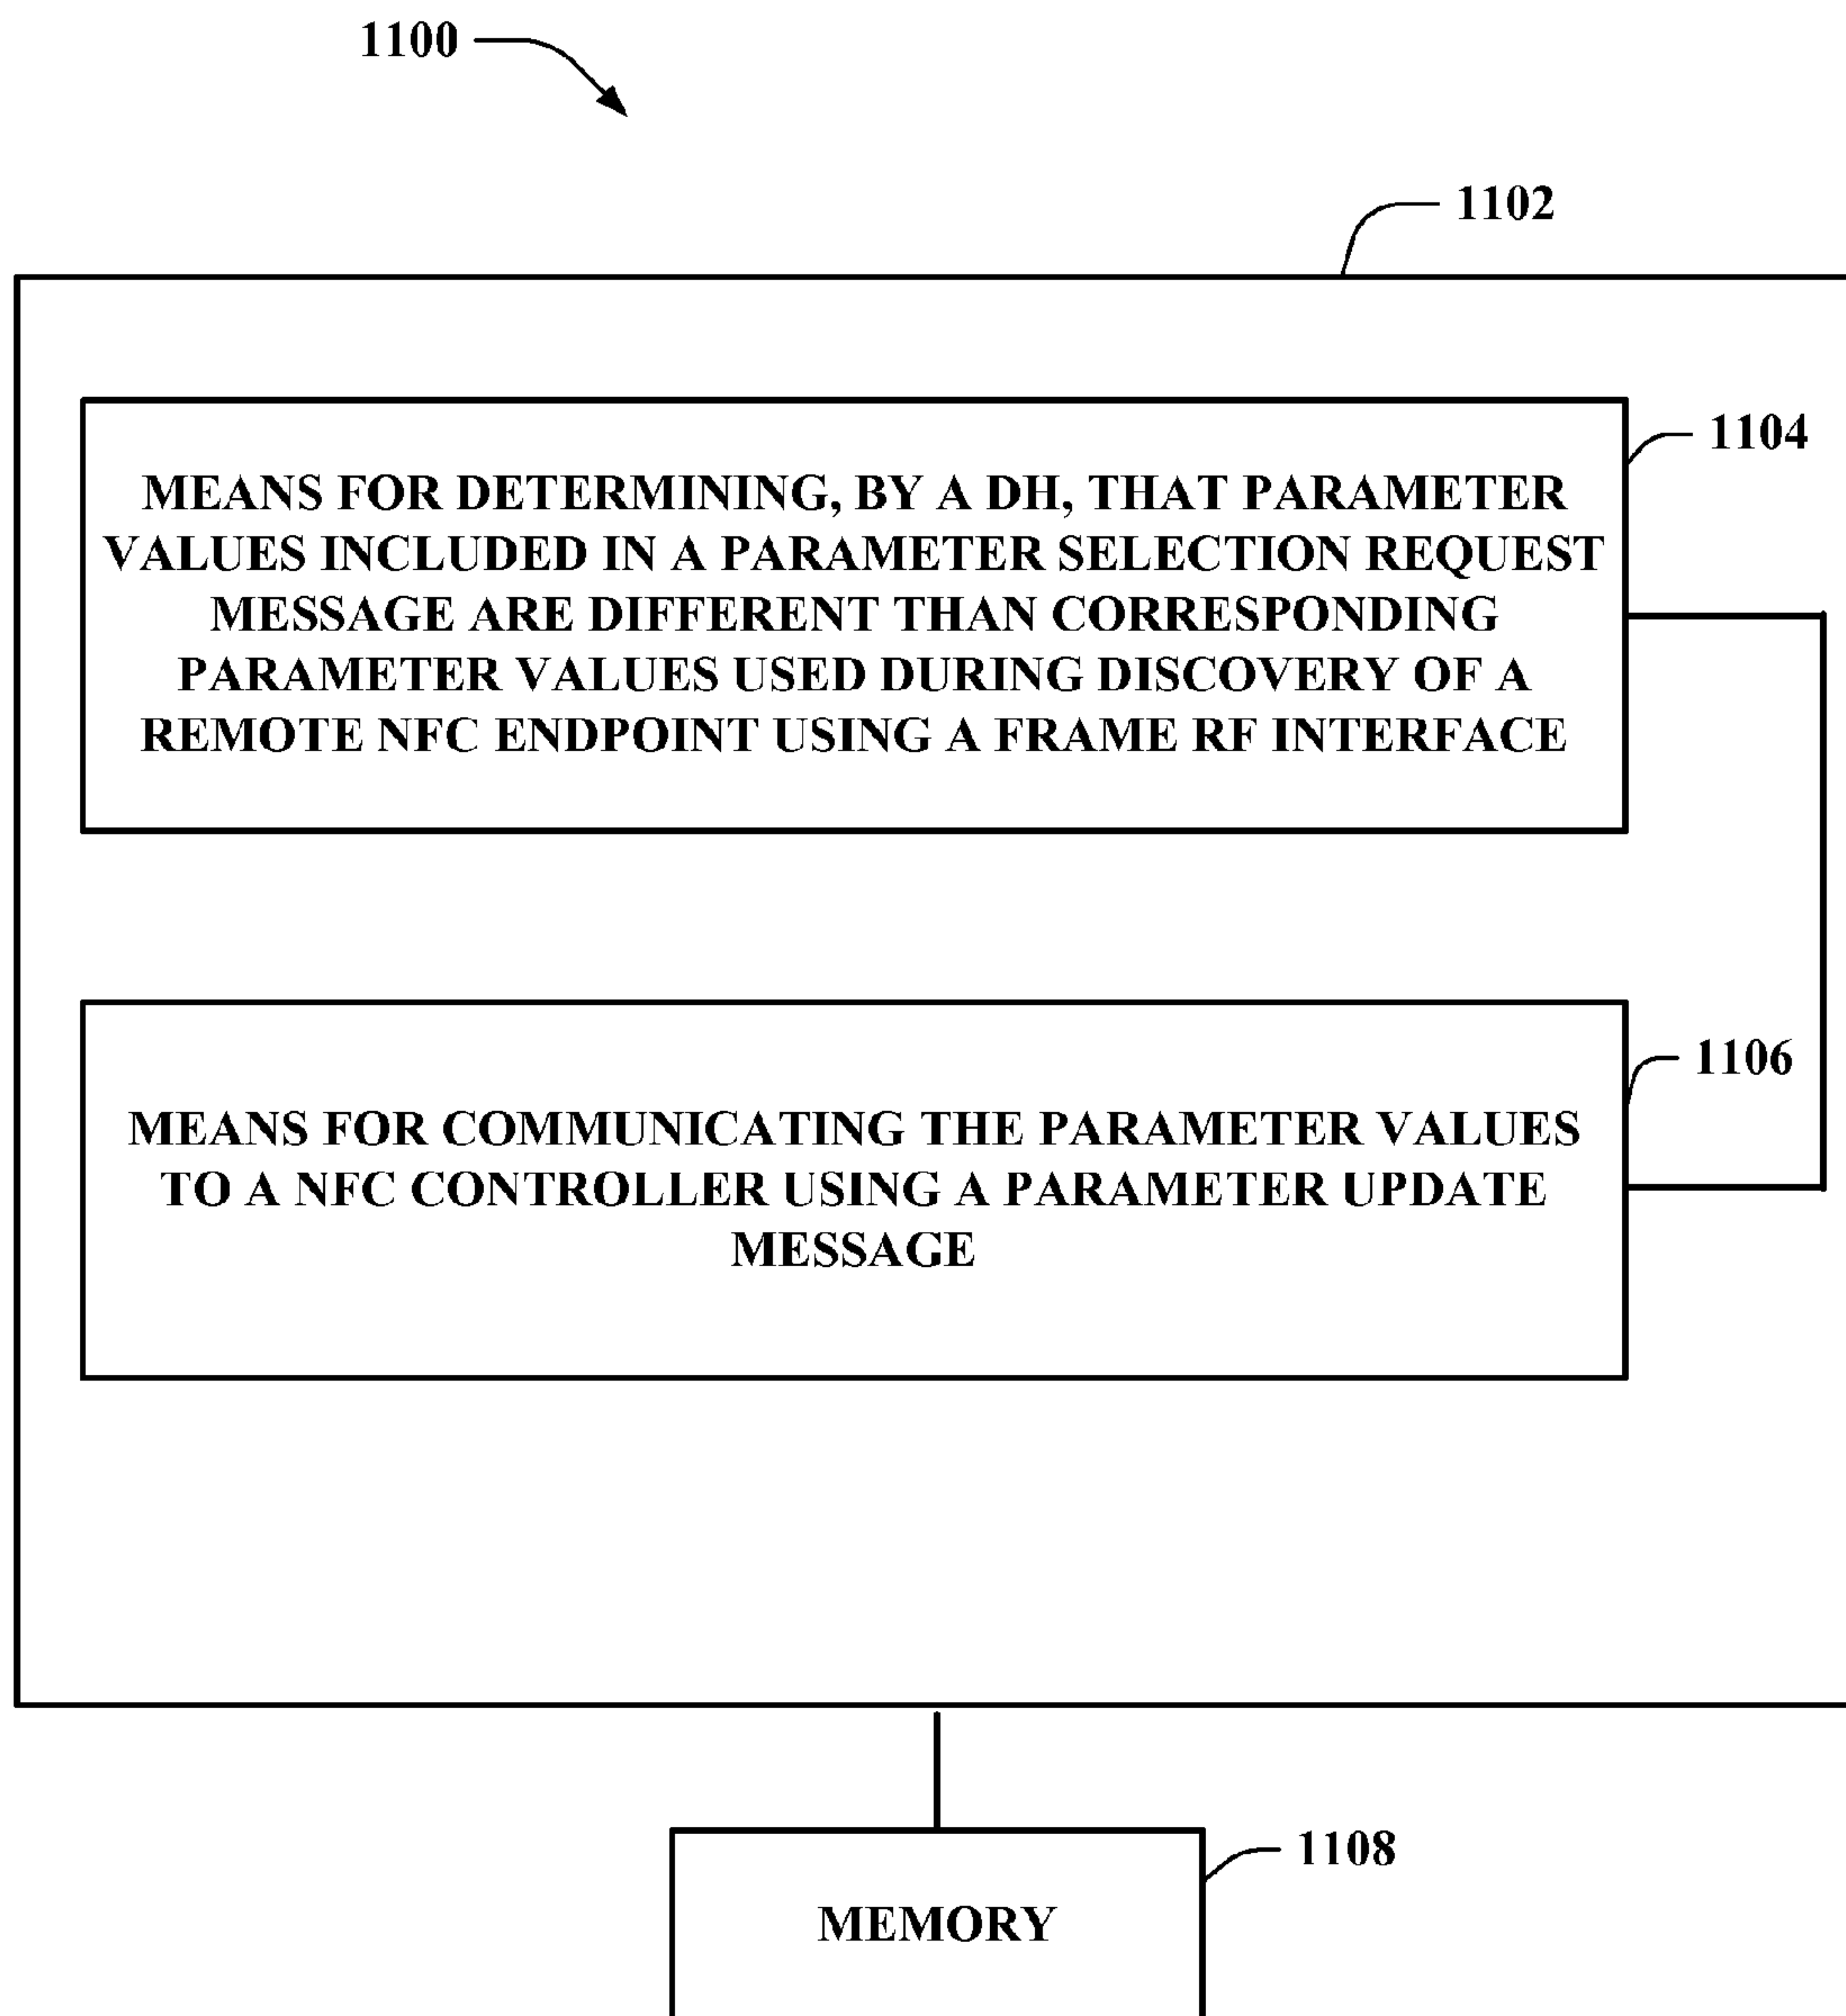 1100
1102
1104
MEANS FOR DETERMINING, BY A DH, THAT PARAMETER
VALUES INCLUDED IN A PARAMETER SELECTION REQUEST
MESSAGE ARE DIFFERENT THAN CORRESPONDING
PARAMETER VALUES USED DURING DISCOVERY OF A
REMOTE NFC ENDPOINT USING A FRAME RF INTERFACE
1106
MEANS FOR COMMUNICATING THE PARAMETER VALUES
TO A NFC CONTROLLER USING A PARAMETER UPDATE
MESSAGE
1108
MEMORY